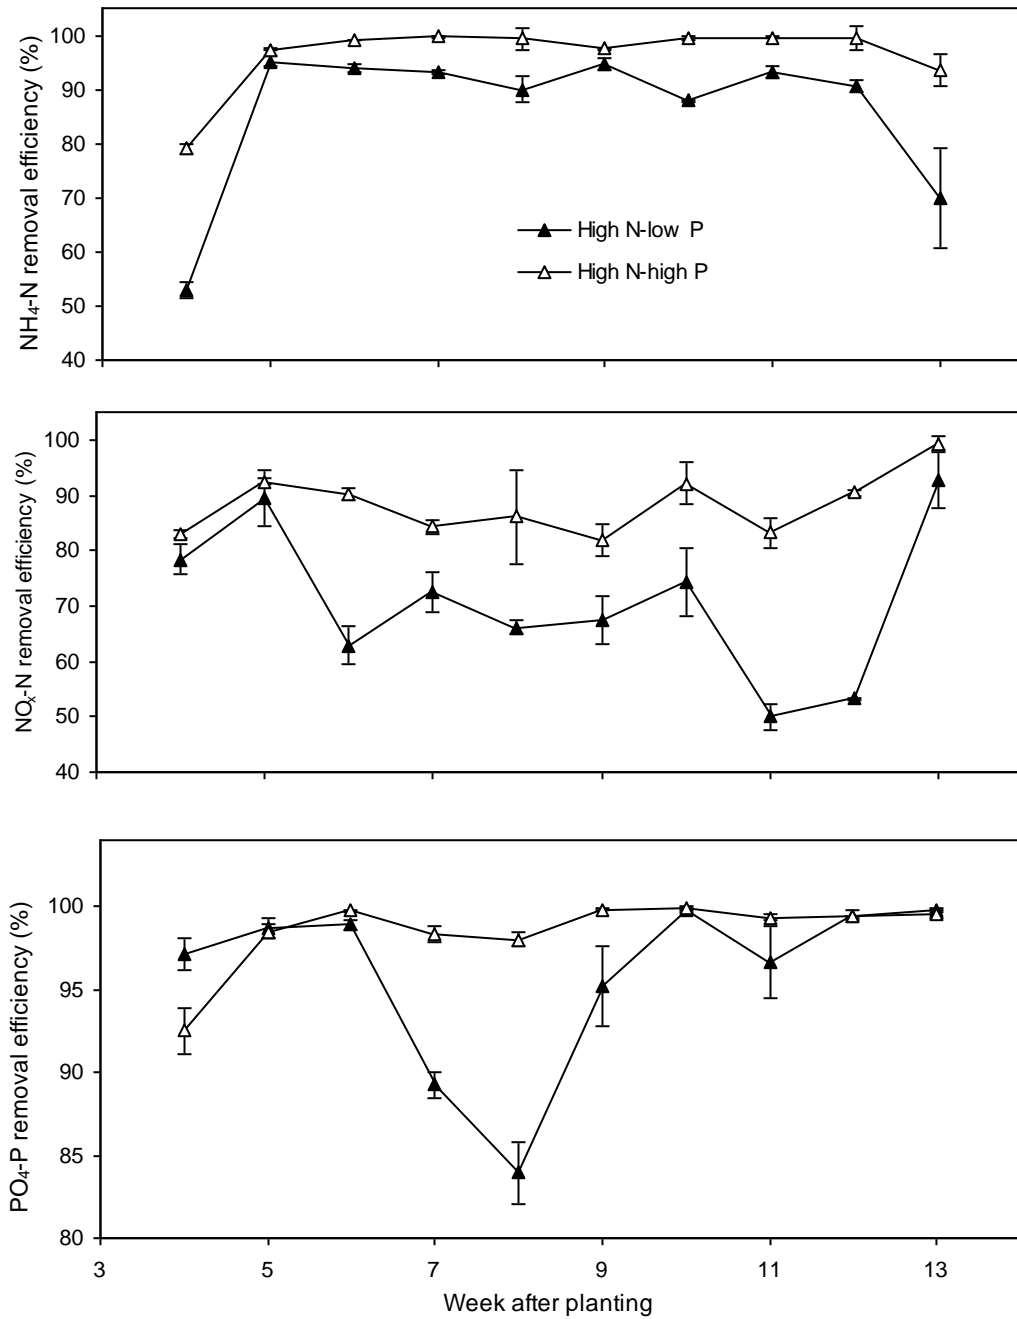 NH₄-N removal efficiency (%)
100
90
80
70
60
50
40
High N-low P
High N-high P
NOₓ-N removal efficiency (%)
100
90
80
70
60
50
40
PO₄-P removal efficiency (%)
100
95
90
85
80
3 5 7 9 11 13
Week after planting